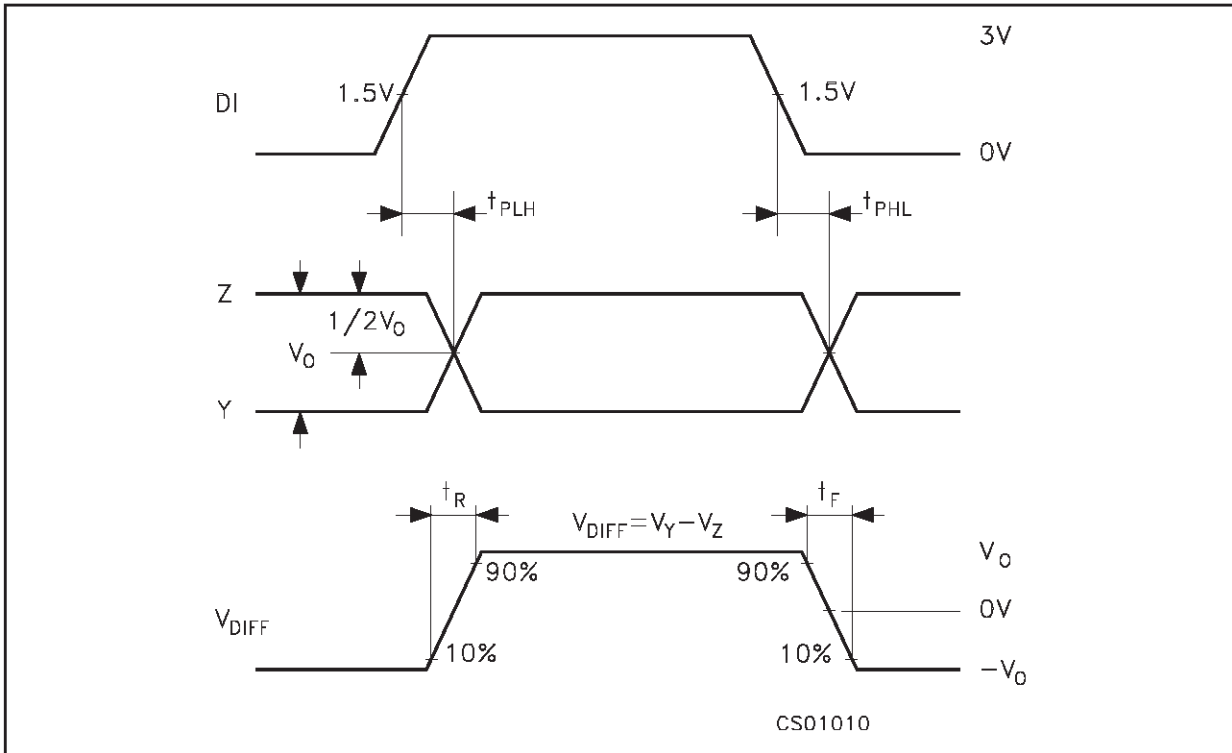 3V
1.5V
1.5V
DI
0V
tPLH
tPHL
Z
1/2VO
VO
Y
tR
tF
VDIFF=VY-VZ
VO
90%
90%
0V
VDIFF
10%
10%
-VO
CS01010